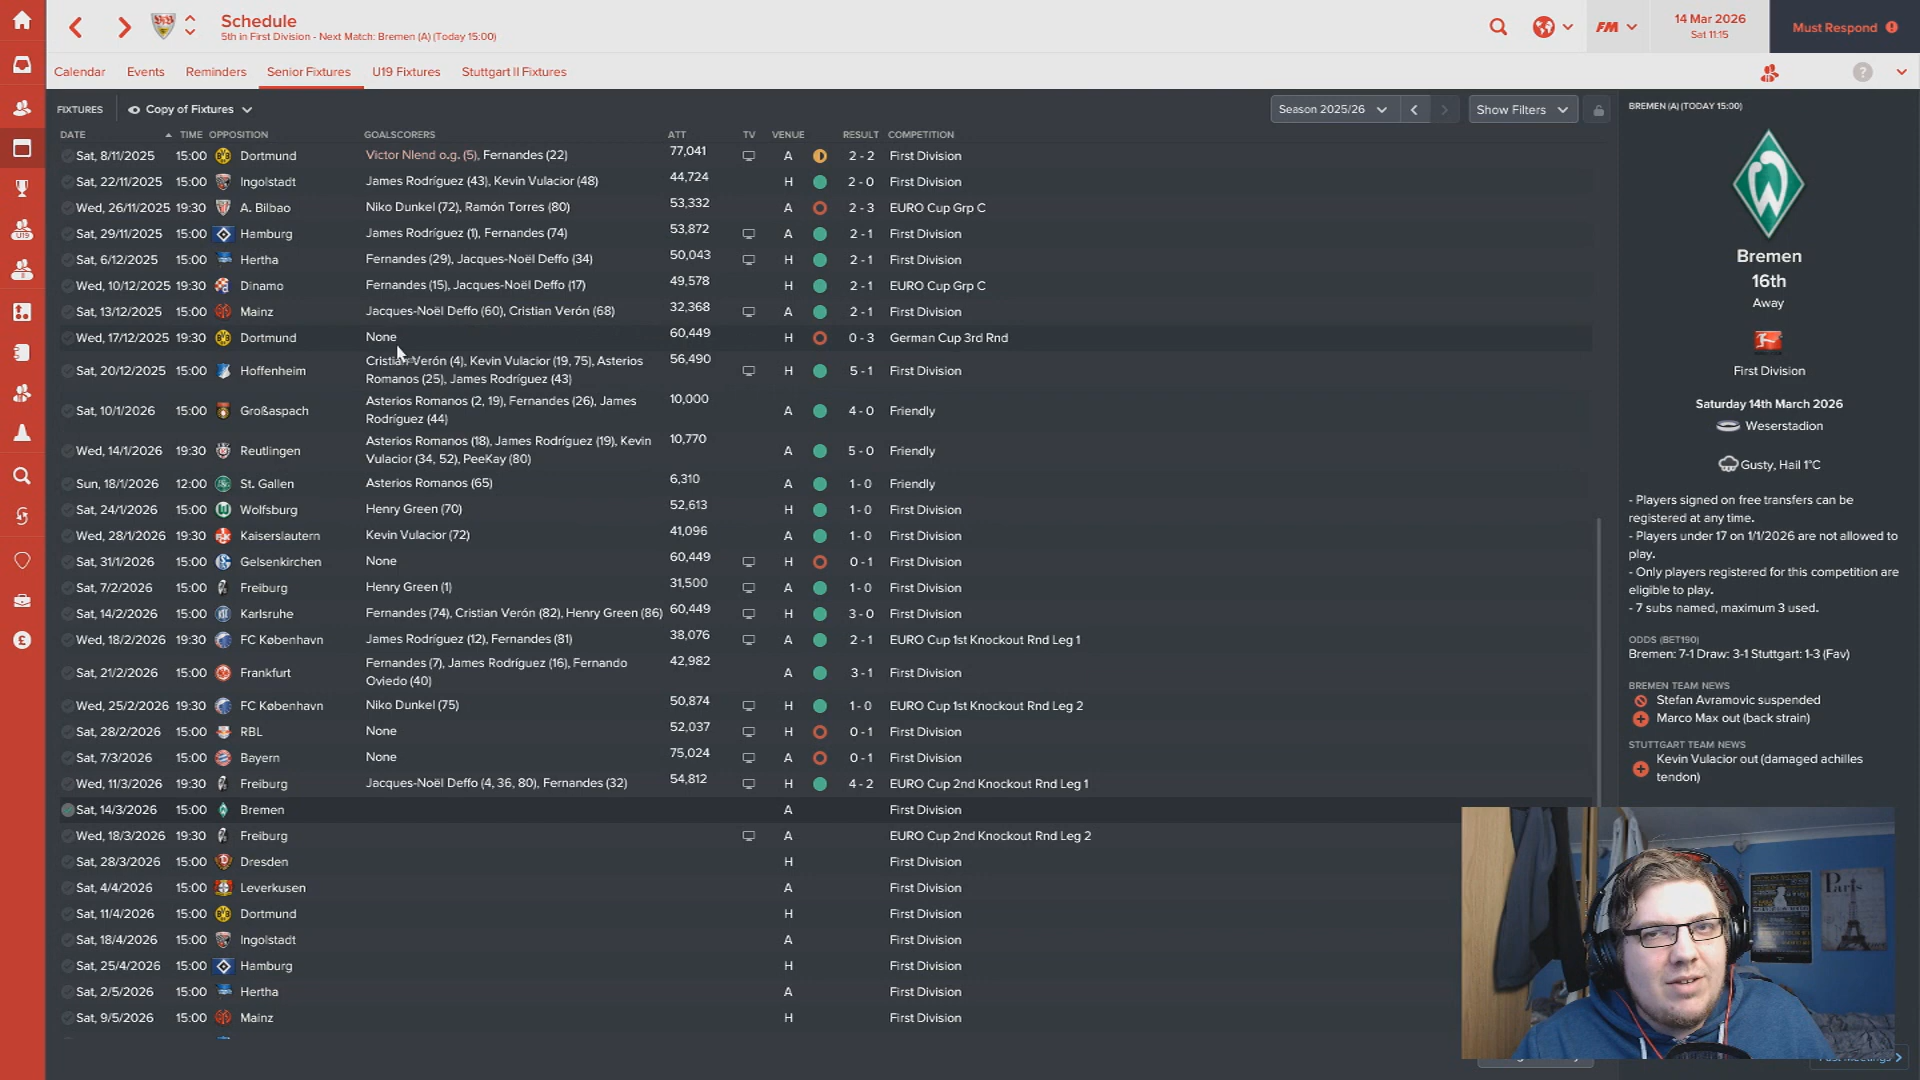 Schedule
5th in First Division - Next Match: Bremen (A) (Today 15:00)
FM
14 Mar 2026
Sat 11:15
Must Respond
Calendar Events Reminders Senior Fixtures U19 Fixtures Stuttgart II Fixtures
FIXTURES Copy of Fixtures Season 2025/26 Show Filters
DATE TIME OPPOSITION GOALSCORERS ATT TV VENUE RESULT COMPETITION
Sat, 8/11/2025 15:00 Dortmund Victor Nlend o.g. (5), Fernandes (22) 77,041 A 2 - 2 First Division
Sat, 22/11/2025 15:00 Ingolstadt James Rodríguez (43), Kevin Vulacior (48) 44,724 H 2 - 0 First Division
Wed, 26/11/2025 19:30 A. Bilbao Niko Dunkel (72), Ramón Torres (80) 53,332 A 2 - 3 EURO Cup Grp C
Sat, 29/11/2025 15:00 Hamburg James Rodríguez (1), Fernandes (74) 53,872 A 2 - 1 First Division
Sat, 6/12/2025 15:00 Hertha Fernandes (29), Jacques-Noël Deffo (34) 50,043 H 2 - 1 First Division
Wed, 10/12/2025 19:30 Dinamo Fernandes (15), Jacques-Noël Deffo (17) 49,578 H 2 - 1 EURO Cup Grp C
Sat, 13/12/2025 15:00 Mainz Jacques-Noël Deffo (60), Cristian Verón (68) 32,368 A 2 - 1 First Division
Wed, 17/12/2025 19:30 Dortmund None 60,449 H 0 - 3 German Cup 3rd Rnd
Sat, 20/12/2025 15:00 Hoffenheim Cristian Verón (4), Kevin Vulacior (19, 75), Asterios
Romanos (25), James Rodríguez (43) 56,490 H 5 - 1 First Division
Sat, 10/1/2026 15:00 Großaspach Asterios Romanos (2, 19), Fernandes (26), James
Rodríguez (44) 10,000 A 4 - 0 Friendly
Wed, 14/1/2026 19:30 Reutlingen Asterios Romanos (18), James Rodríguez (19), Kevin
Vulacior (34, 52), PeeKay (80) 10,770 A 5 - 0 Friendly
Sun, 18/1/2026 12:00 St. Gallen Asterios Romanos (65) 6,310 A 1 - 0 Friendly
Sat, 24/1/2026 15:00 Wolfsburg Henry Green (70) 52,613 H 1 - 0 First Division
Wed, 28/1/2026 19:30 Kaiserslautern Kevin Vulacior (72) 41,096 A 1 - 0 First Division
Sat, 31/1/2026 15:00 Gelsenkirchen None 60,449 H 0 - 1 First Division
Sat, 7/2/2026 15:00 Freiburg Henry Green (1) 31,500 A 1 - 0 First Division
Sat, 14/2/2026 15:00 Karlsruhe Fernandes (74), Cristian Verón (82), Henry Green (86) 60,449 H 3 - 0 First Division
Wed, 18/2/2026 19:30 FC København James Rodríguez (12), Fernandes (81) 38,076 A 2 - 1 EURO Cup 1st Knockout Rnd Leg 1
Sat, 21/2/2026 15:00 Frankfurt Fernandes (7), James Rodríguez (16), Fernando
Oviedo (40) 42,982 A 3 - 1 First Division
Wed, 25/2/2026 19:30 FC København Niko Dunkel (75) 50,874 H 1 - 0 EURO Cup 1st Knockout Rnd Leg 2
Sat, 28/2/2026 15:00 RBL None 52,037 H 0 - 1 First Division
Sat, 7/3/2026 15:00 Bayern None 75,024 A 0 - 1 First Division
Wed, 11/3/2026 19:30 Freiburg Jacques-Noël Deffo (4, 36, 80), Fernandes (32) 54,812 H 4 - 2 EURO Cup 2nd Knockout Rnd Leg 1
Sat, 14/3/2026 15:00 Bremen A First Division
Wed, 18/3/2026 19:30 Freiburg A EURO Cup 2nd Knockout Rnd Leg 2
Sat, 28/3/2026 15:00 Dresden H First Division
Sat, 4/4/2026 15:00 Leverkusen A First Division
Sat, 11/4/2026 15:00 Dortmund H First Division
Sat, 18/4/2026 15:00 Ingolstadt A First Division
Sat, 25/4/2026 15:00 Hamburg H First Division
Sat, 2/5/2026 15:00 Hertha A First Division
Sat, 9/5/2026 15:00 Mainz H First Division
BREMEN (A) (TODAY 15:00)
Bremen
16th
Away
First Division
Saturday 14th March 2026
Weserstadion
Gusty, Hail 1°C
- Players signed on free transfers can be
registered at any time.
- Players under 17 on 1/1/2026 are not allowed to
play.
- Only players registered for this competition are
eligible to play.
- 7 subs named, maximum 3 used.
ODDS (BET190)
Bremen: 7-1 Draw: 3-1 Stuttgart: 1-3 (Fav)
BREMEN TEAM NEWS
Stefan Avramovic suspended
Marco Max out (back strain)
STUTTGART TEAM NEWS
Kevin Vulacior out (damaged achilles
tendon)
Paris